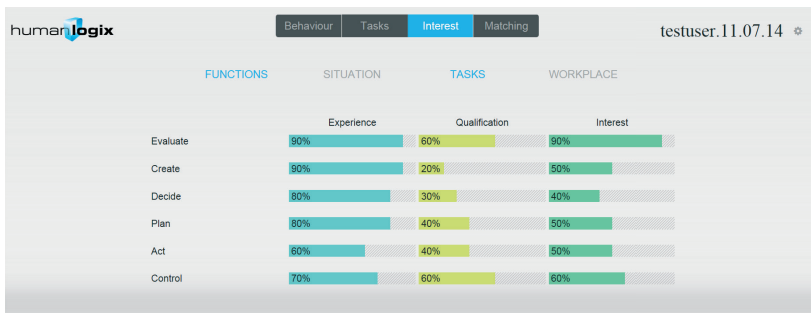 humanlogix Behaviour Tasks Interest Matching testuser.11.07.14
FUNCTIONS SITUATION TASKS WORKPLACE
Experience Qualification Interest
Evaluate 90% 60% 90%
Create 90% 20% 50%
Decide 80% 30% 40%
Plan 80% 40% 50%
Act 60% 40% 50%
Control 70% 60% 60%